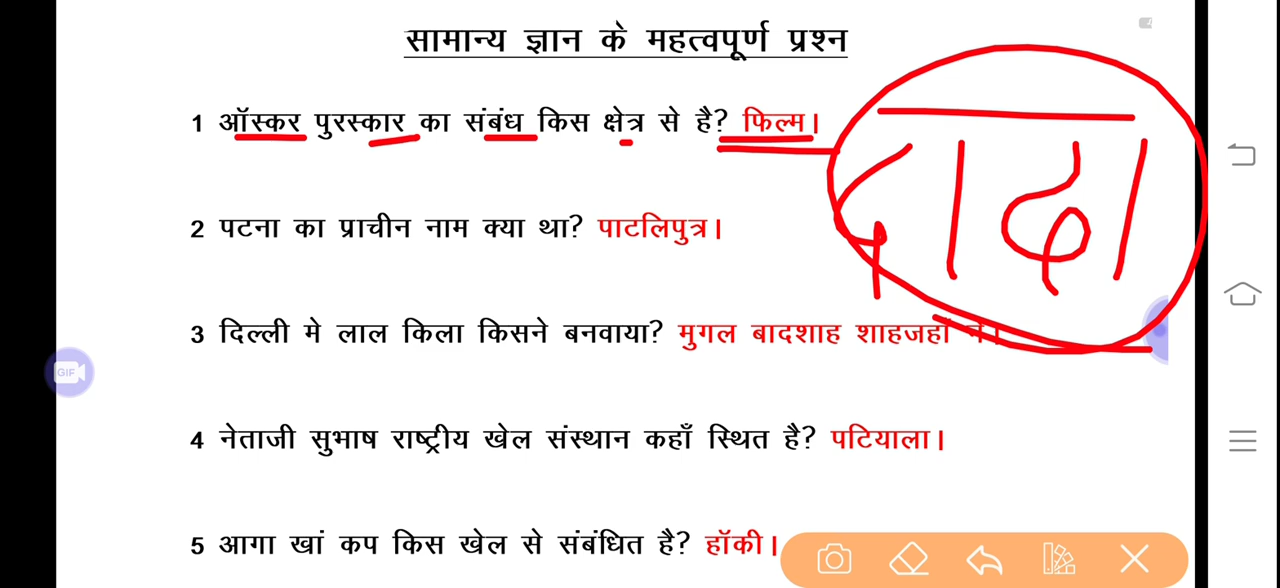 सामान्य ज्ञान के महत्वपूर्ण प्रश्न
1 ऑस्कर पुरस्कार का संबंध किस क्षेत्र से है? फिल्म।
दादा
2 पटना का प्राचीन नाम क्या था? पाटलिपुत्र।
3 दिल्ली मे लाल किला किसने बनवाया? मुगल बादशाह शाहजहाँ ने।
GIF
4 नेताजी सुभाष राष्ट्रीय खेल संस्थान कहाँ स्थित है? पटियाला।
5 आगा खां कप किस खेल से संबंधित है? हॉकी।